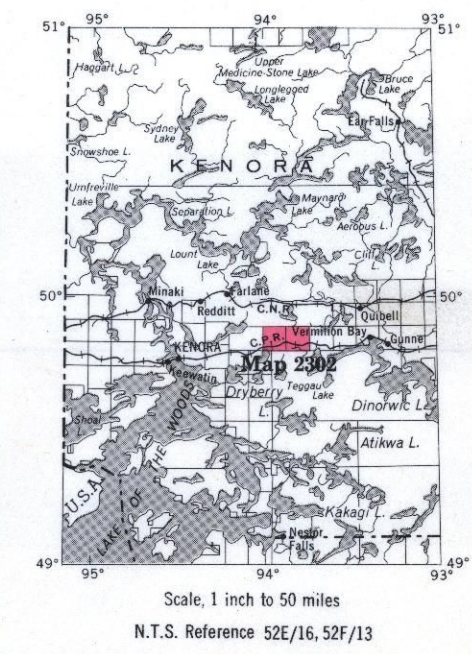 95° 94° 93°
51° 51°
Haggart L.
Upper
Medicine-Stone Lake
Longlegged
Lake
Bruce
Lake
Ear Falls
Sydney
Lake
Snowshoe L.
KENORA
Umfreville
Lake
Separation L.
Maynard
Lake
Aerobus L.
Lount
Lake
Cliff
L.
50° 50°
Minaki
Farlane
Redditt
C.N.R.
Quibell
Vermilion Bay
C.P.R.
Gunne
KENORA
Keewatin
Map 2302
Dryberry
L.
Teggau
Lake
Dinorwic L.
Shoal
Atikwa L.
LAKE OF THE WOODS
U.S.A.
Kakagi L.
Nestor
Falls
49° 49°
95° 94° 93°
Scale, 1 inch to 50 miles
N.T.S. Reference 52E/16, 52F/13